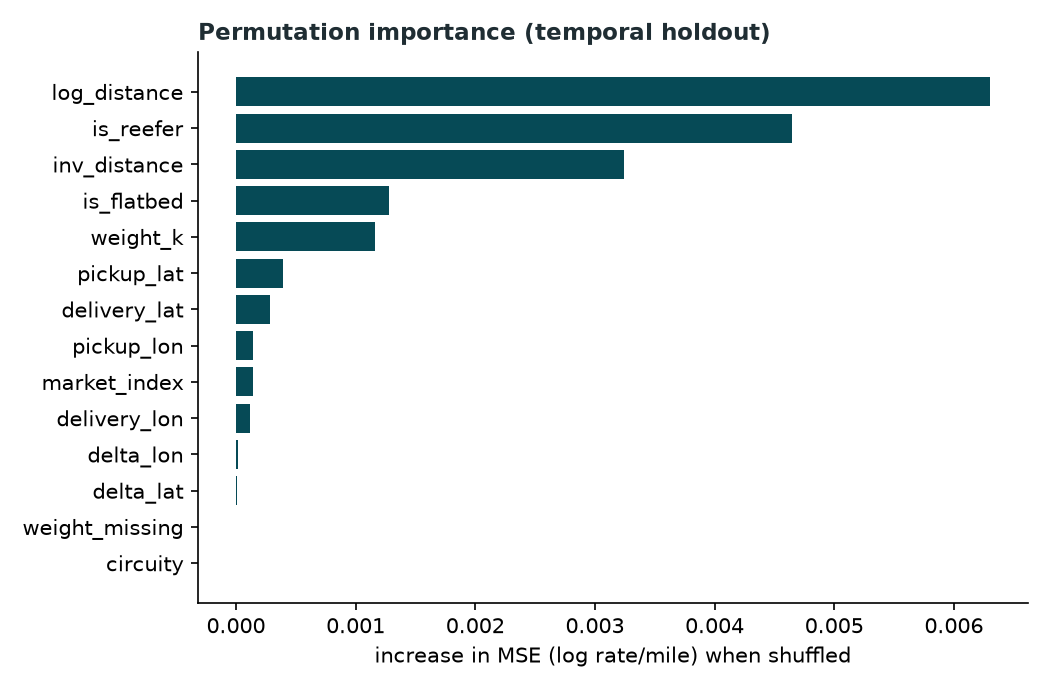 Permutation importance (temporal holdout)
log_distance
is_reefer
inv_distance
is_flatbed
weight_k
pickup_lat
delivery_lat
pickup_lon
market_index
delivery_lon
delta_lon
delta_lat
weight_missing
circuity
0.000 0.001 0.002 0.003 0.004 0.005 0.006
increase in MSE (log rate/mile) when shuffled